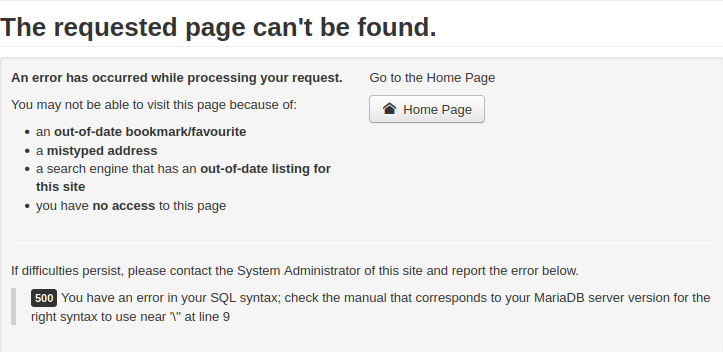 The requested page can't be found.
An error has occurred while processing your request.
You may not be able to visit this page because of:
an out-of-date bookmark/favourite
a mistyped address
a search engine that has an out-of-date listing for
this site
you have no access to this page
Go to the Home Page
Home Page
If difficulties persist, please contact the System Administrator of this site and report the error below.
500 You have an error in your SQL syntax; check the manual that corresponds to your MariaDB server version for the
right syntax to use near '\'' at line 9